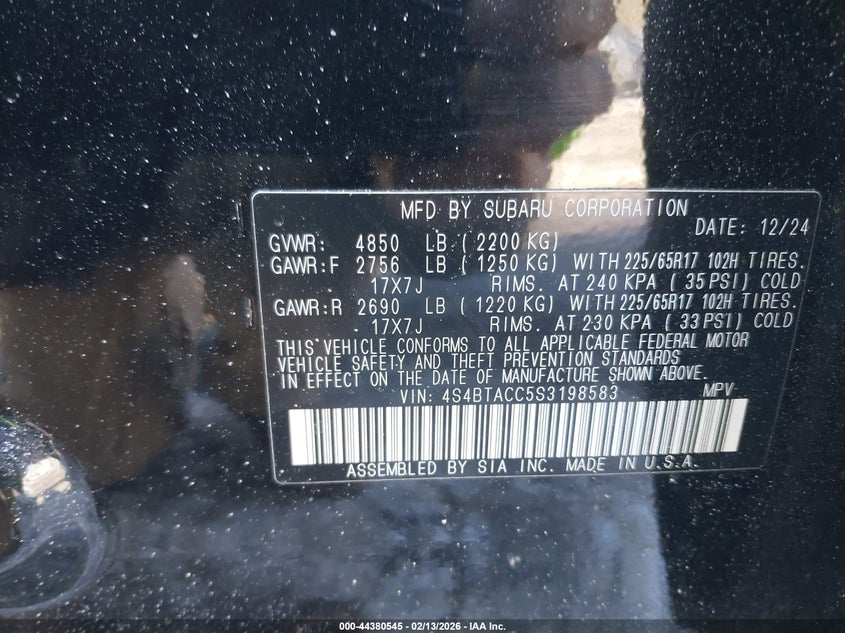 MFD BY SUBARU CORPORATION
DATE: 12/24
GVWR: 4850 LB ( 2200 KG)
GAWR:F 2756 LB ( 1250 KG) WITH 225/65R17 102H TIRES.
17X7J RIMS. AT 240 KPA ( 35 PSI) COLD
GAWR:R 2690 LB ( 1220 KG) WITH 225/65R17 102H TIRES.
17X7J RIMS. AT 230 KPA ( 33 PSI) COLD
THIS VEHICLE CONFORMS TO ALL APPLICABLE FEDERAL MOTOR
VEHICLE SAFETY AND THEFT PREVENTION STANDARDS
IN EFFECT ON THE DATE OF MANUFACTURE SHOWN ABOVE.
VIN: 4S4BTACC5S3198583 MPV
ASSEMBLED BY SIA INC. MADE IN U.S.A.
000-44380545 - 02/13/2026 - IAA Inc.